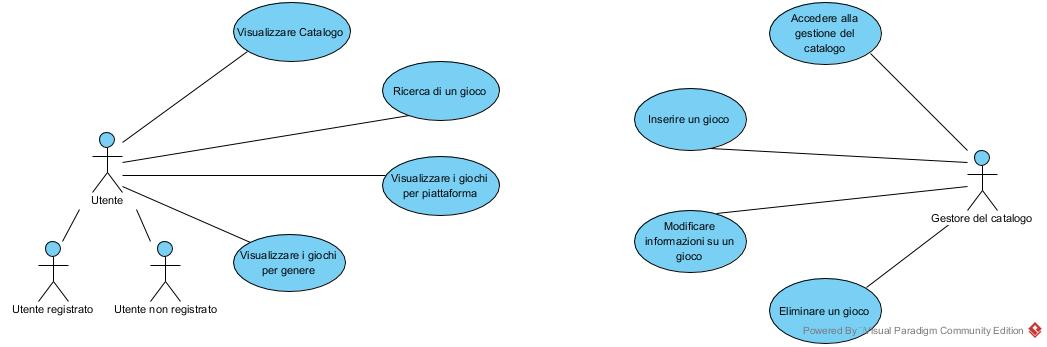 Visualizzare Catalogo
Ricerca di un gioco
Visualizzare i giochi
per piattaforma
Visualizzare i giochi
per genere
Utente
Utente registrato
Utente non registrato
Accedere alla
gestione del
catalogo
Inserire un gioco
Modificare
informazioni su un
gioco
Eliminare un gioco
Gestore del catalogo
Powered By Visual Paradigm Community Edition